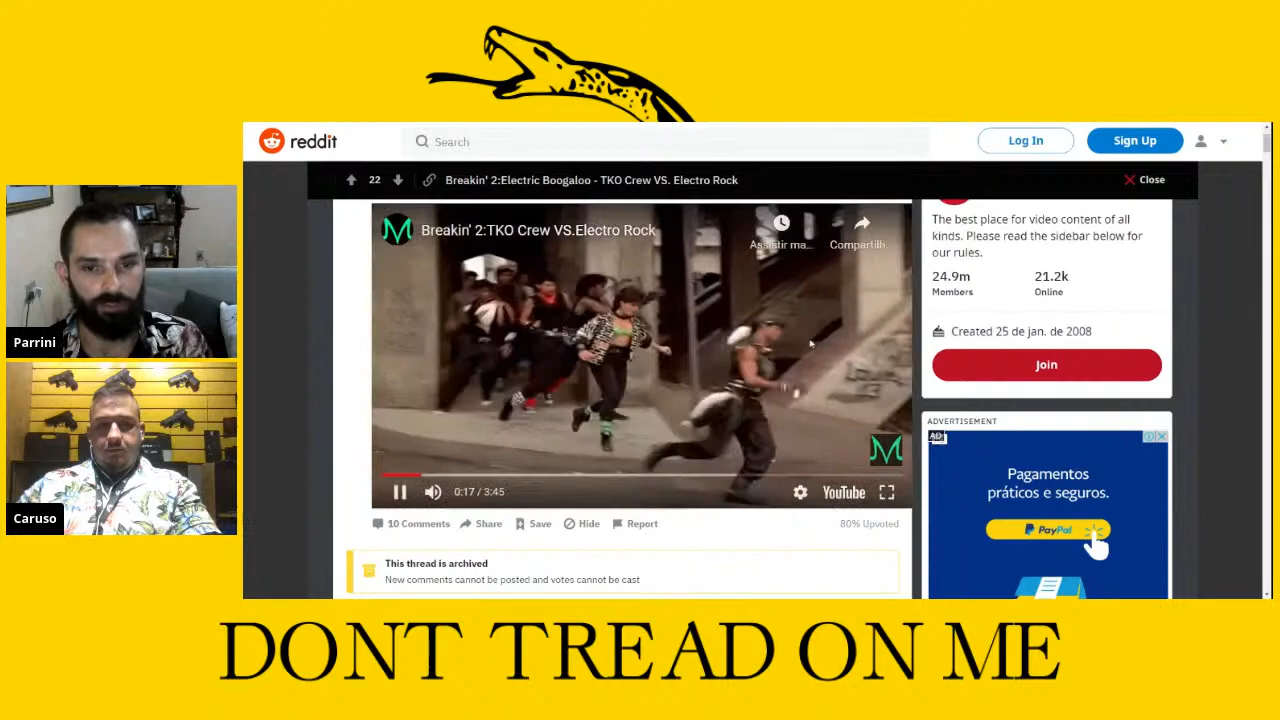 reddit
Search
Log In
Sign Up
22
Breakin' 2:Electric Boogaloo - TKO Crew VS. Electro Rock
Close
Breakin' 2:TKO Crew VS.Electro Rock
Assistir ma...
Compartilh...
0:17 / 3:45
YouTube
10 Comments
Share
Save
Hide
Report
80% Upvoted
This thread is archived
New comments cannot be posted and votes cannot be cast
The best place for video content of all
kinds. Please read the sidebar below for
our rules.
24.9m
21.2k
Members
Online
Created 25 de jan. de 2008
Join
ADVERTISEMENT
AD
Pagamentos
práticos e seguros.
PayPal
Parrini
Caruso
DONT TREAD ON ME